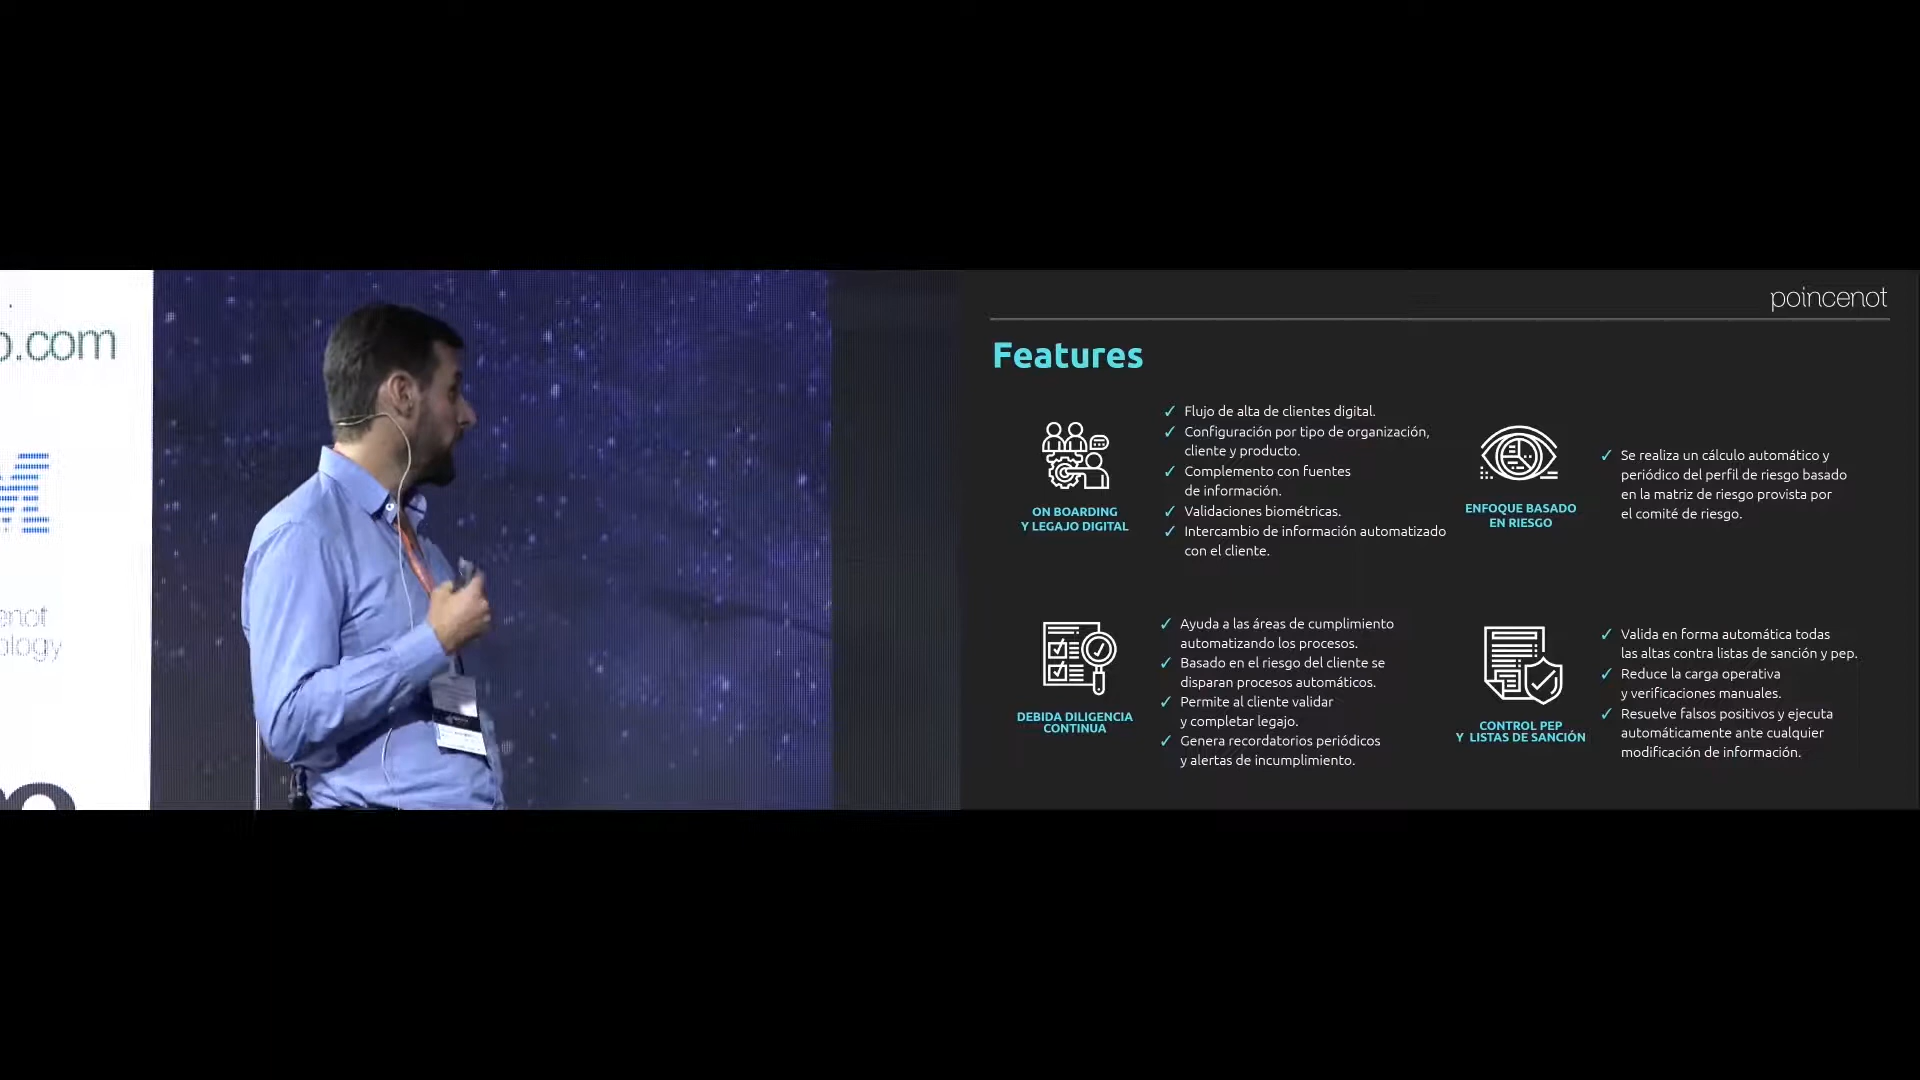 .com
enot
ology
poincenot
Features
✓ Flujo de alta de clientes digital.
✓ Configuración por tipo de organización,
cliente y producto.
✓ Complemento con fuentes
de información.
✓ Validaciones biométricas.
✓ Intercambio de información automatizado
con el cliente.
ON BOARDING
Y LEGAJO DIGITAL
✓ Se realiza un cálculo automático y
periódico del perfil de riesgo basado
en la matriz de riesgo provista por
el comité de riesgo.
ENFOQUE BASADO
EN RIESGO
✓ Ayuda a las áreas de cumplimiento
automatizando los procesos.
✓ Basado en el riesgo del cliente se
disparan procesos automáticos.
✓ Permite al cliente validar
y completar legajo.
✓ Genera recordatorios periódicos
y alertas de incumplimiento.
DEBIDA DILIGENCIA
CONTINUA
✓ Valida en forma automática todas
las altas contra listas de sanción y pep.
✓ Reduce la carga operativa
y verificaciones manuales.
✓ Resuelve falsos positivos y ejecuta
automáticamente ante cualquier
modificación de información.
CONTROL PEP
Y LISTAS DE SANCIÓN